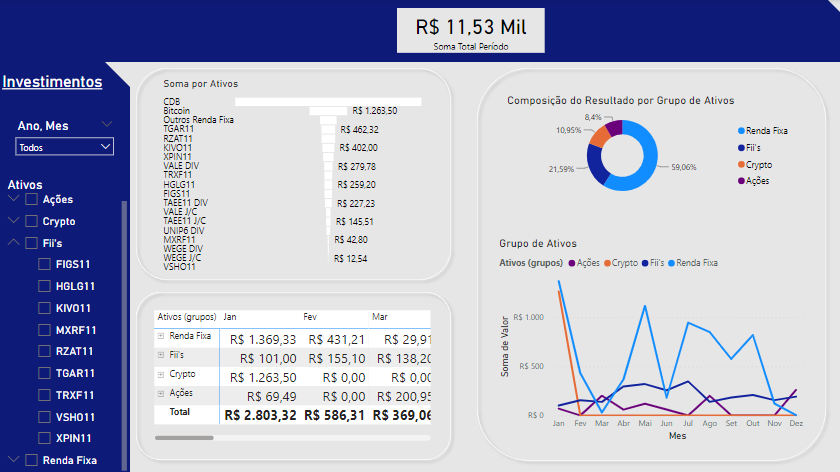 R$ 11,53 Mil
Soma Total Período
Investimentos
Ano, Mes
Todos
Ativos
Ações
Crypto
Fii's
FIGS11
HGLG11
KIVO11
MXRF11
RZAT11
TGAR11
TRXF11
VSHO11
XPIN11
Renda Fixa
Soma por Ativos
CDB
Bitcoin R$ 1.263,50
Outros Renda Fixa
TGAR11 R$ 462,32
RZAT11
KIVO11 R$ 402,00
XPIN11
VALE DIV R$ 279,78
TRXF11
HGLG11 R$ 259,20
FIGS11
TAEE11 DIV R$ 227,23
VALE J/C
TAEE11 J/C R$ 145,51
UNIP6 DIV
MXRF11 R$ 42,80
WEGE DIV
WEGE J/C R$ 12,54
VSHO11
Ativos (grupos) Jan Fev Mar
Renda Fixa R$ 1.369,33 R$ 431,21 R$ 29,91
Fii's R$ 101,00 R$ 155,10 R$ 138,20
Crypto R$ 1.263,50 R$ 0,00 R$ 0,00
Ações R$ 69,49 R$ 0,00 R$ 200,95
Total R$ 2.803,32 R$ 586,31 R$ 369,06
Composição do Resultado por Grupo de Ativos
8,4%
10,95%
21,59%
59,06%
Renda Fixa
Fii's
Crypto
Ações
Grupo de Ativos
Ativos (grupos) Ações Crypto Fii's Renda Fixa
Soma de Valor
R$ 1.000
R$ 500
R$ 0
Jan Fev Mar Abr Mai Jun Jul Ago Set Out Nov Dez
Mes